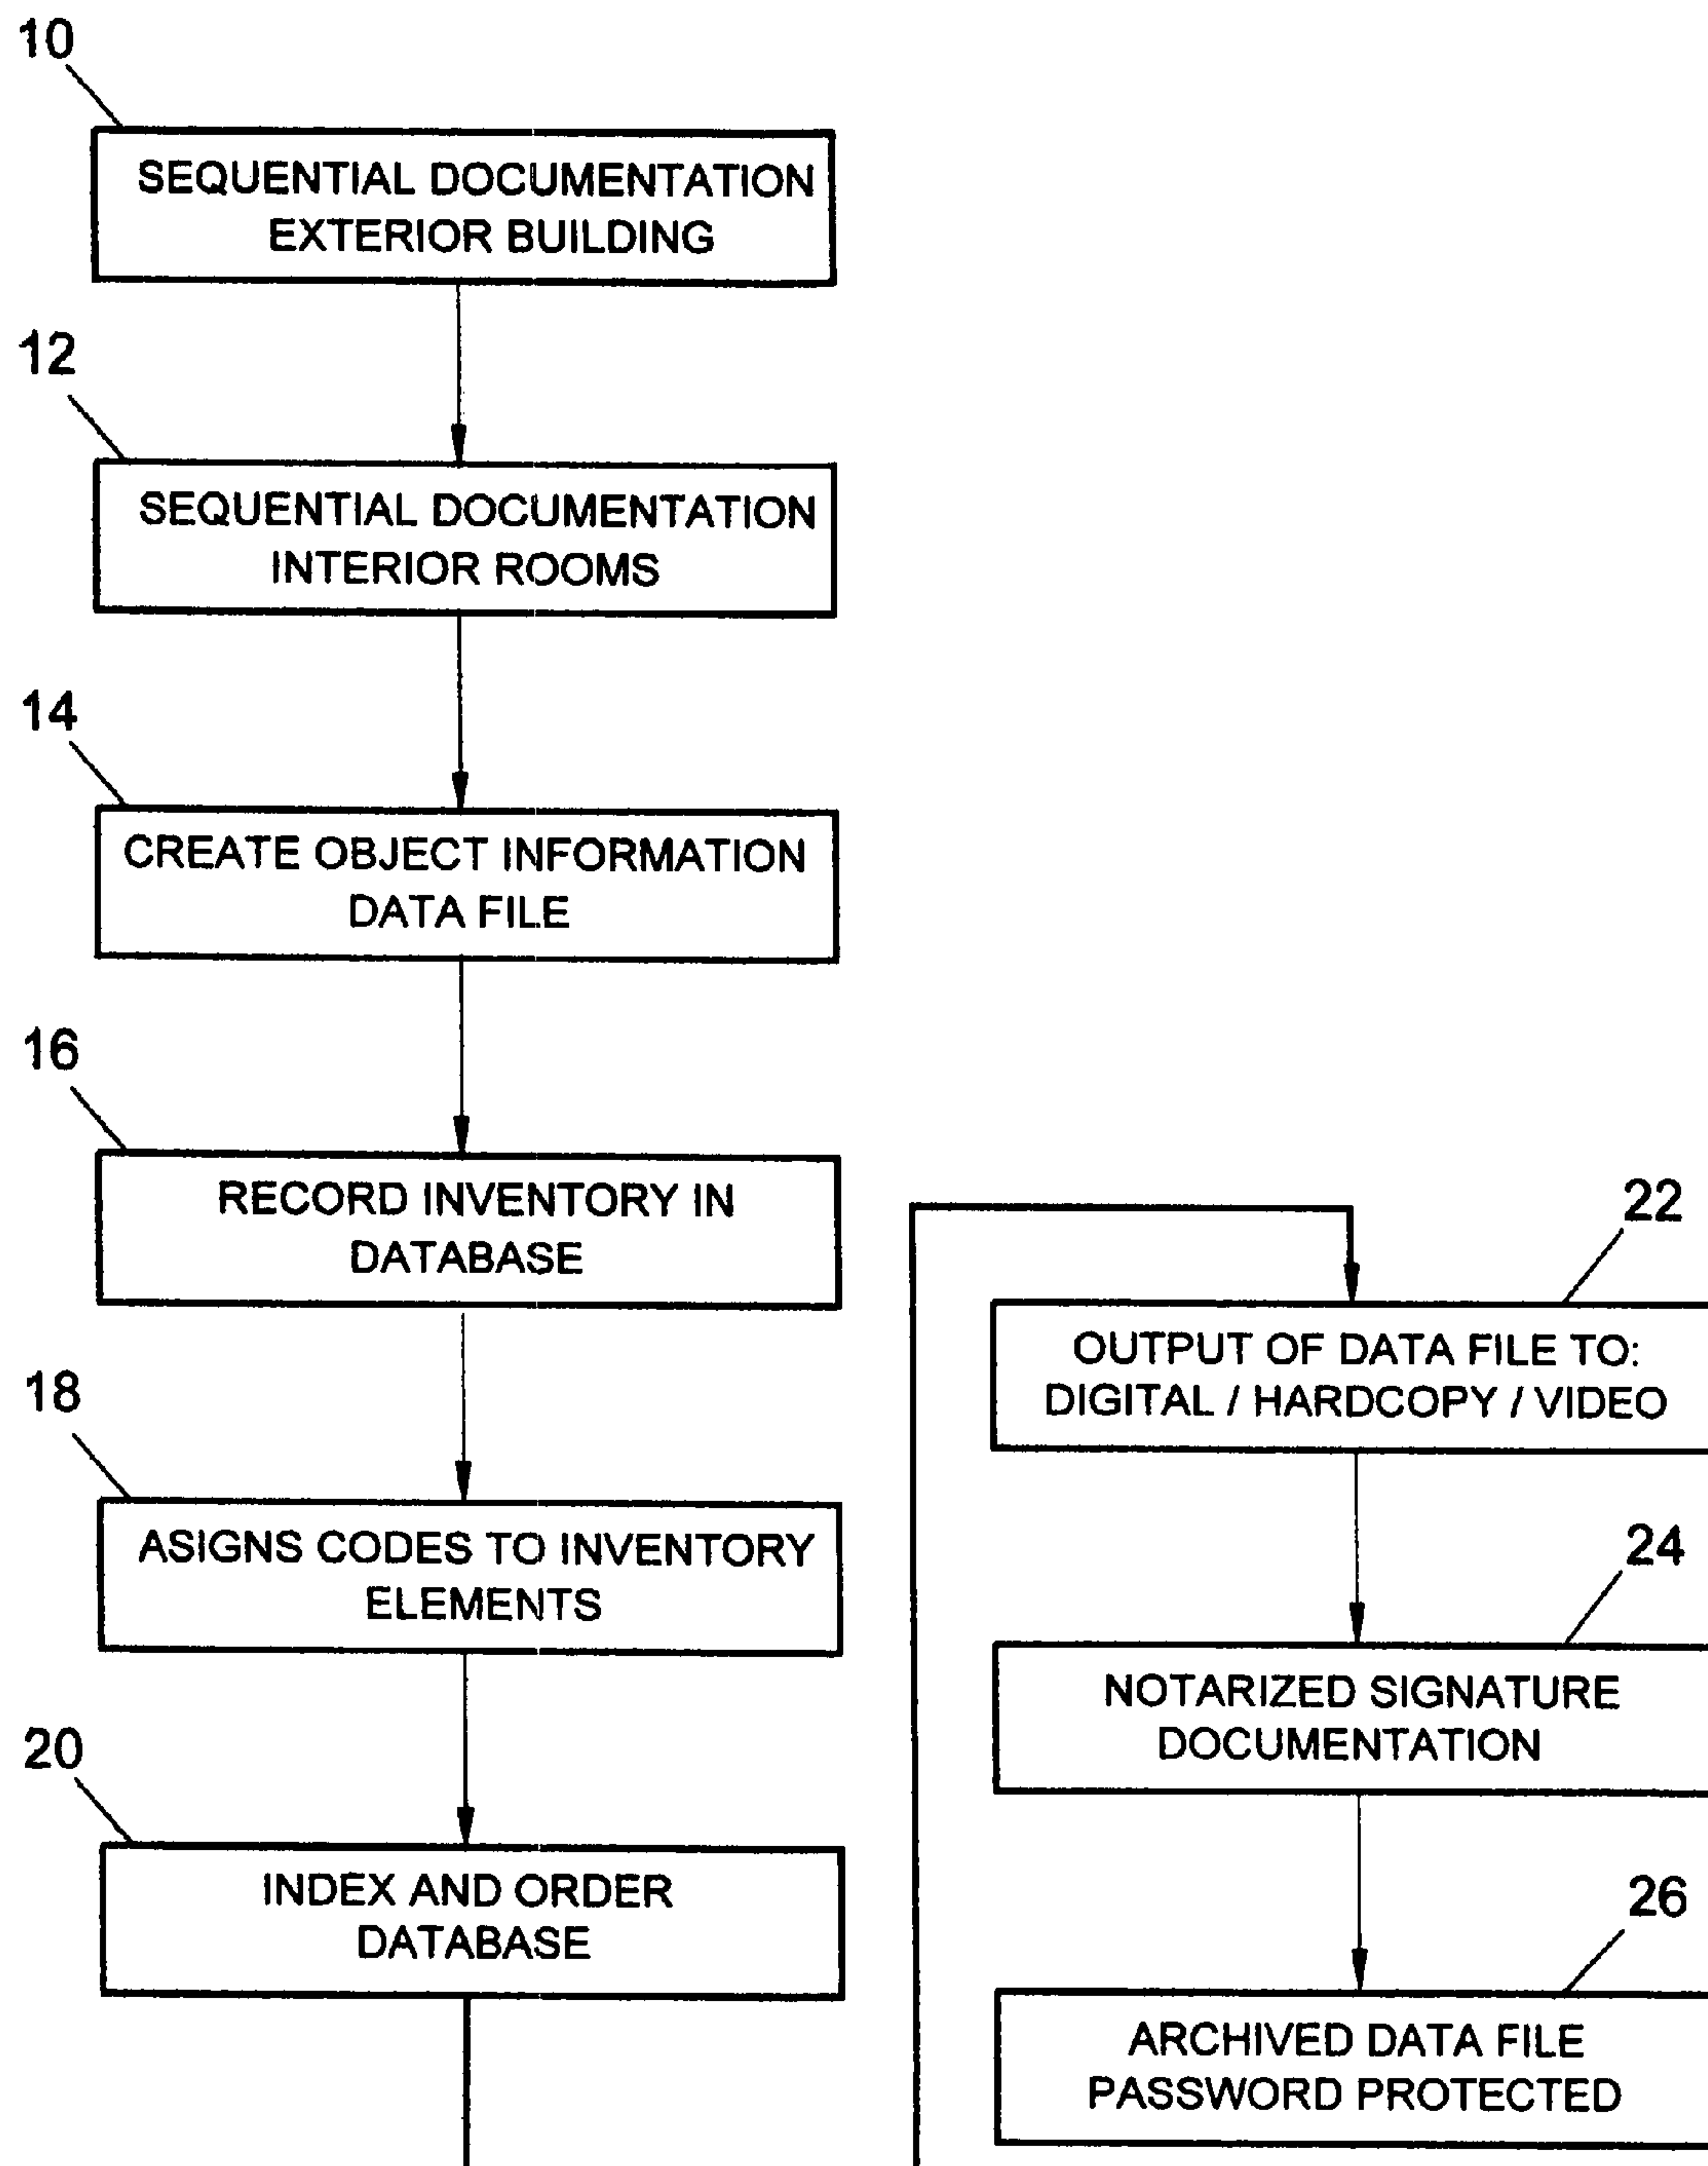 10
SEQUENTIAL DOCUMENTATION
EXTERIOR BUILDING
12
SEQUENTIAL DOCUMENTATION
INTERIOR ROOMS
14
CREATE OBJECT INFORMATION
DATA FILE
16
RECORD INVENTORY IN
DATABASE
18
ASIGNS CODES TO INVENTORY
ELEMENTS
20
INDEX AND ORDER
DATABASE
22
OUTPUT OF DATA FILE TO:
DIGITAL / HARDCOPY / VIDEO
24
NOTARIZED SIGNATURE
DOCUMENTATION
26
ARCHIVED DATA FILE
PASSWORD PROTECTED